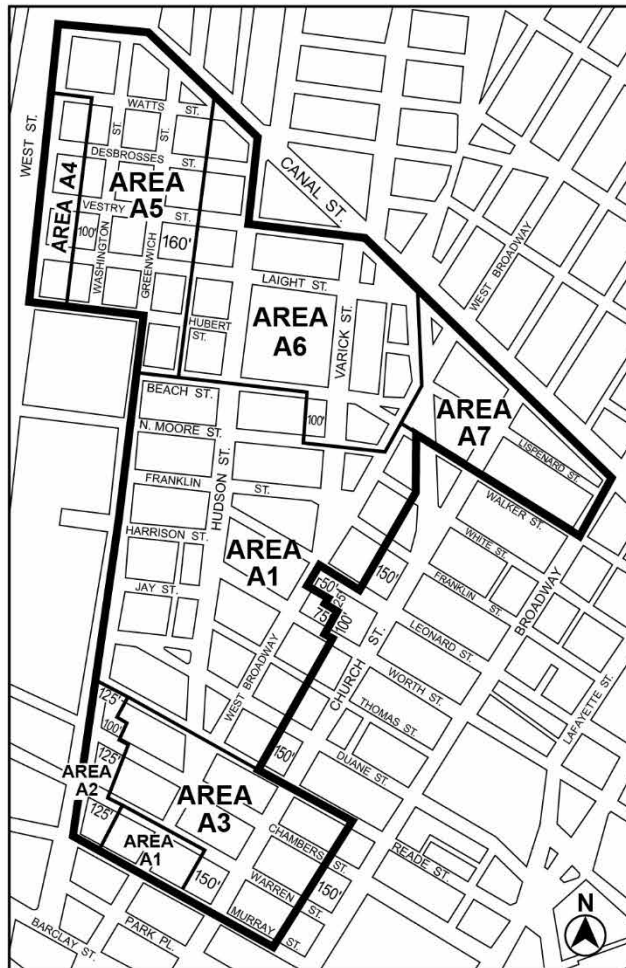 WATTS
ST.
WEST ST.
ST.
ST.
DESBROSSES
ST.
CANAL ST.
AREA A4
AREA
A5
VESTRY
ST.
100'
WASHINGTON
GREENWICH
160'
WEST BROADWAY
LAIGHT ST.
HUBERT
ST.
AREA
A6
VARICK ST.
BEACH ST.
100'
AREA
A7
LISPENARD ST.
N. MOORE ST.
HUDSON ST.
WALKER ST.
FRANKLIN
ST.
WHITE ST.
BROADWAY
HARRISON ST.
AREA
A1
150'
FRANKLIN
ST.
JAY ST.
50'
25'
75'
100'
LEONARD ST.
WEST BROADWAY
CHURCH ST.
WORTH ST.
LAFAYETTE ST.
THOMAS ST.
125'
100'
150'
DUANE ST.
125'
AREA
A2
AREA
A3
125'
AREA
A1
CHAMBERS ST.
READE ST.
150'
WARREN
ST.
150'
MURRAY
ST.
PARK PL.
BARCLAY ST.
N